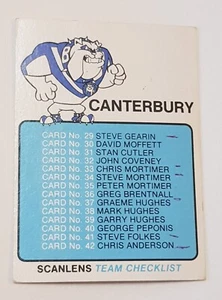 CANTERBURY
CARD No. 29 STEVE GEARIN
CARD No. 30 DAVID MOFFETT
CARD No. 31 STAN CUTLER
CARD No. 32 JOHN COVENEY
CARD No. 33 CHRIS MORTIMER
CARD No. 34 STEVE MORTIMER
CARD No. 35 PETER MORTIMER
CARD No. 36 GREG BRENTNALL
CARD No. 37 GRAEME HUGHES
CARD No. 38 MARK HUGHES
CARD No. 39 GARRY HUGHES
CARD No. 40 GEORGE PEPONIS
CARD No. 41 STEVE FOLKES
CARD No. 42 CHRIS ANDERSON
SCANLENS TEAM CHECKLIST